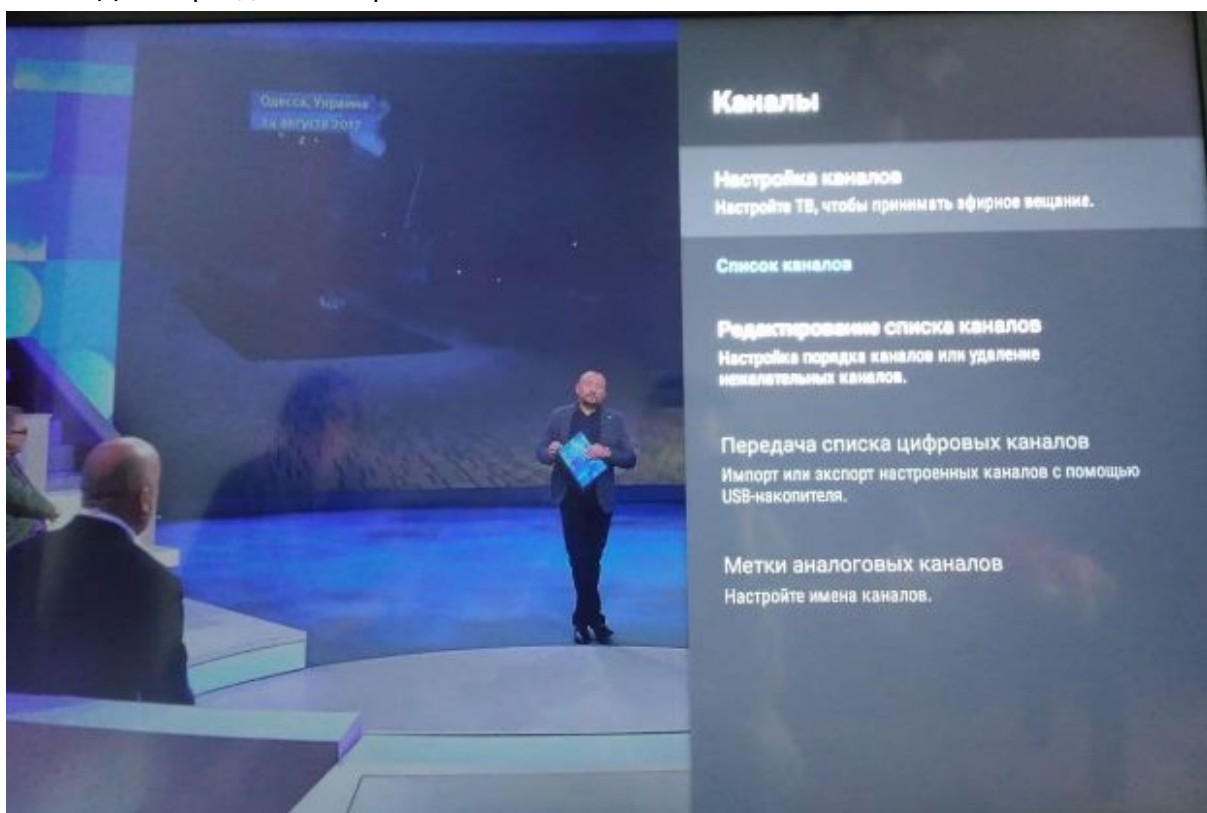 Одесса, Украина
августа 2017
Каналы
Настройка каналов
Настройте ТВ, чтобы принимать эфирное вещание.
Список каналов
Редактирование списка каналов
Настройка порядка каналов или удаление
нежелательных каналов.
Передача списка цифровых каналов
Импорт или экспорт настроенных каналов с помощью
USB-накопителя.
Метки аналоговых каналов
Настройте имена каналов.